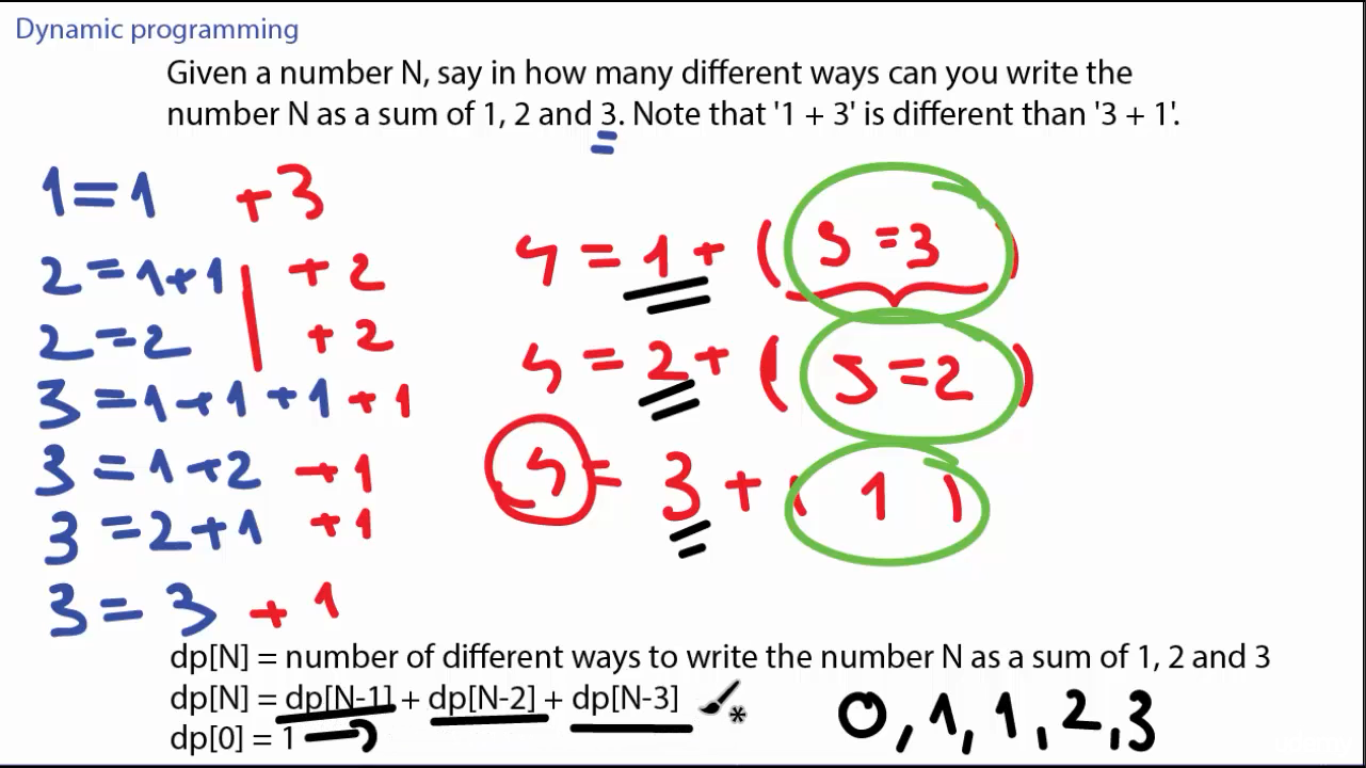 Dynamic programming
Given a number N, say in how many different ways can you write the
number N as a sum of 1, 2 and 3. Note that '1 + 3' is different than '3 + 1'.
1 = 1 + 3
2 = 1 + 1 + 2
2 = 2 + 2
3 = 1 + 1 + 1 + 1
3 = 1 + 2 + 1
3 = 2 + 1 + 1
3 = 3 + 1
4 = 1 + ( S = 3 )
4 = 2 + ( S = 2 )
4 = 3 + ( 1 )
dp[N] = number of different ways to write the number N as a sum of 1, 2 and 3
dp[N] = dp[N-1] + dp[N-2] + dp[N-3]
dp[0] = 1
0, 1, 1, 2, 3
udemy